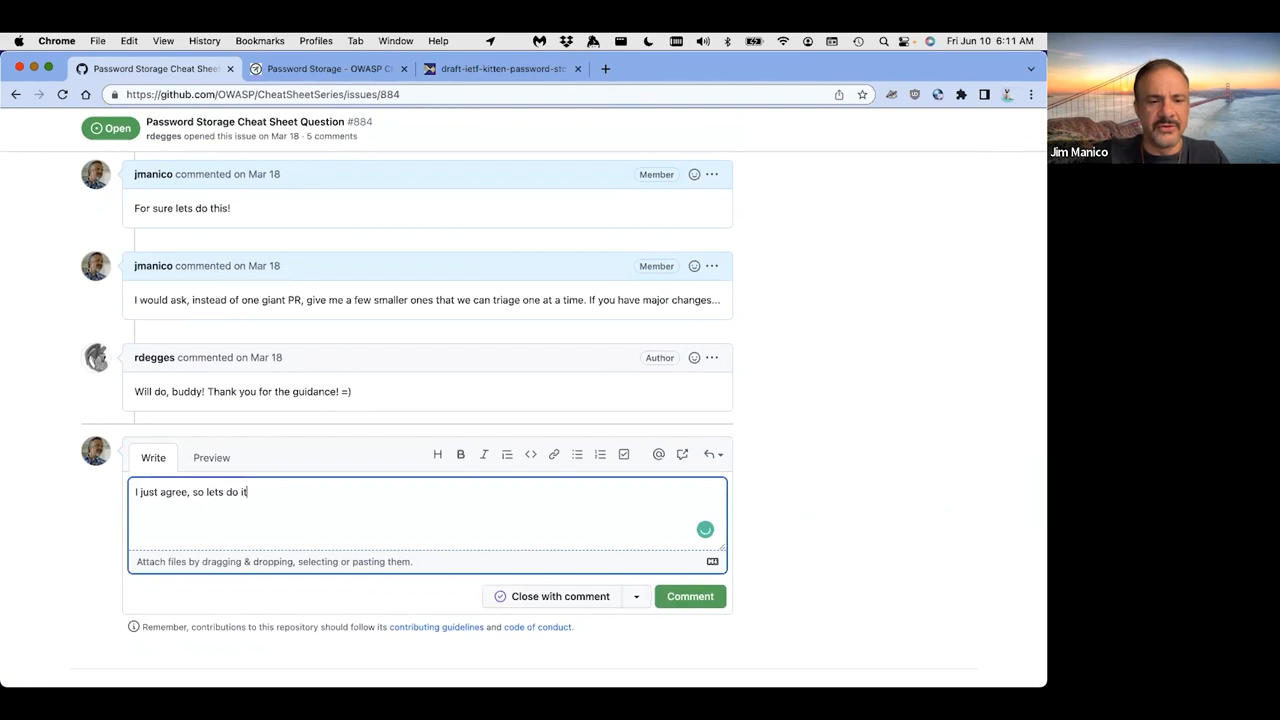 Chrome File Edit View History Bookmarks Profiles Tab Window Help Fri Jun 10 6:11 AM
Password Storage Cheat Sheet Password Storage - OWASP C draft-ietf-kitten-password-sto
https://github.com/OWASP/CheatSheetSeries/issues/884
Open Password Storage Cheat Sheet Question #884
rdegges opened this issue on Mar 18 · 5 comments
jmanico commented on Mar 18 Member
For sure lets do this!
jmanico commented on Mar 18 Member
I would ask, instead of one giant PR, give me a few smaller ones that we can triage one at a time. If you have major changes...
rdegges commented on Mar 18 Author
Will do, buddy! Thank you for the guidance! =)
Write Preview H B I
I just agree, so lets do it
Attach files by dragging & dropping, selecting or pasting them.
Close with comment Comment
Remember, contributions to this repository should follow its contributing guidelines and code of conduct.
Jim Manico